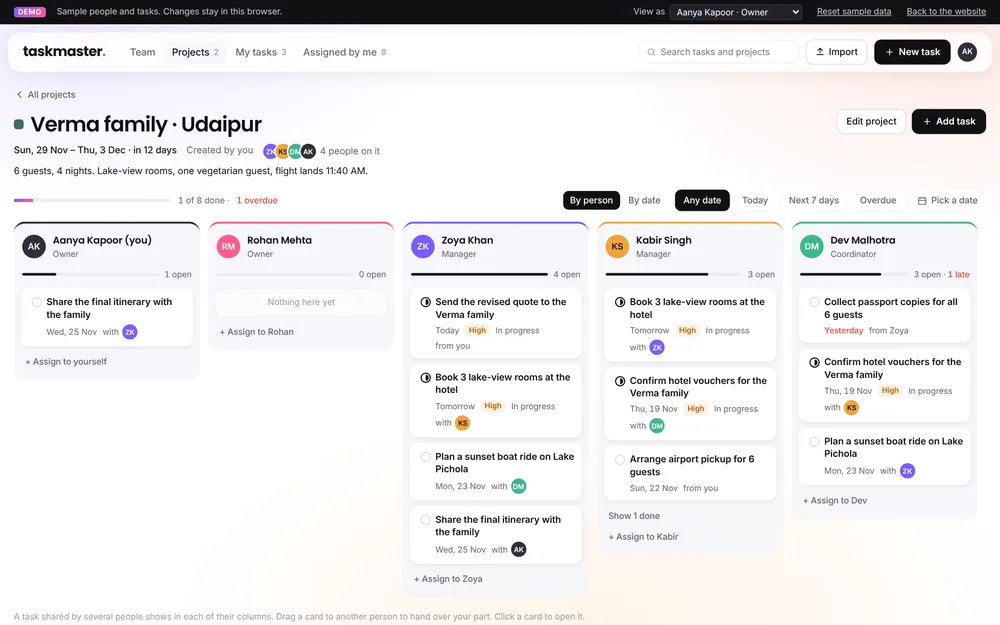 DEMO Sample people and tasks. Changes stay in this browser. View as Aanya Kapoor · Owner Reset sample data Back to the website
taskmaster. Team Projects 2 My tasks 3 Assigned by me 8 Search tasks and projects Import + New task AK
All projects
Verma family · Udaipur Edit project + Add task
Sun, 29 Nov – Thu, 3 Dec · in 12 days Created by you ZK KS DM AK 4 people on it
6 guests, 4 nights. Lake-view rooms, one vegetarian guest, flight lands 11:40 AM.
1 of 8 done · 1 overdue By person By date Any date Today Next 7 days Overdue Pick a date
AK Aanya Kapoor (you)
Owner
1 open
Share the final itinerary with
the family
Wed, 25 Nov with ZK
+ Assign to yourself
RM Rohan Mehta
Owner
0 open
Nothing here yet
+ Assign to Rohan
ZK Zoya Khan
Manager
4 open
Send the revised quote to the
Verma family
Today High In progress
from you
Book 3 lake-view rooms at the
hotel
Tomorrow High In progress
with KS
Plan a sunset boat ride on Lake
Pichola
Mon, 23 Nov with DM
Share the final itinerary with
the family
Wed, 25 Nov with AK
+ Assign to Zoya
KS Kabir Singh
Manager
3 open
Book 3 lake-view rooms at the
hotel
Tomorrow High In progress
with ZK
Confirm hotel vouchers for the
Verma family
Thu, 19 Nov High In progress
with DM
Arrange airport pickup for 6
guests
Sun, 22 Nov from you
Show 1 done
+ Assign to Kabir
DM Dev Malhotra
Coordinator
3 open · 1 late
Collect passport copies for all
6 guests
Yesterday from Zoya
Confirm hotel vouchers for the
Verma family
Thu, 19 Nov High In progress
with KS
Plan a sunset boat ride on Lake
Pichola
Mon, 23 Nov with ZK
+ Assign to Dev
A task shared by several people shows in each of their columns. Drag a card to another person to hand over your part. Click a card to open it.